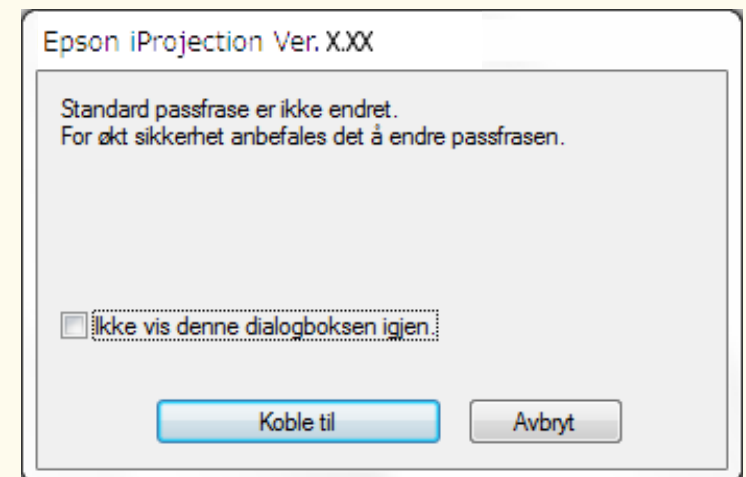 Epson iProjection Ver. X.XX
Standard passfrase er ikke endret.
For økt sikkerhet anbefales det å endre passfrasen.
Ikke vis denne dialogboksen igjen.
Koble til
Avbryt